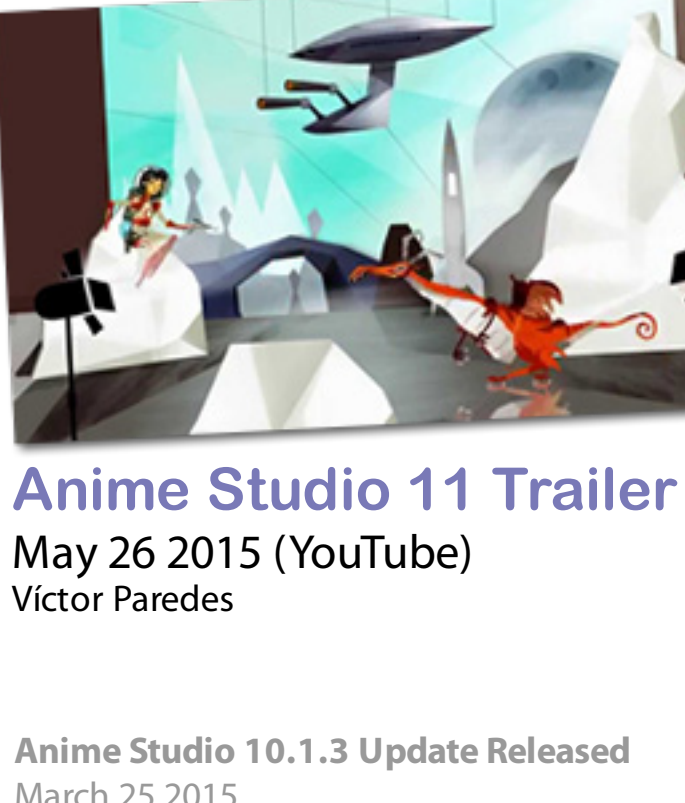 Anime Studio 11 Trailer
May 26 2015 (YouTube)
Víctor Paredes
Anime Studio 10.1.3 Update Released
March 25 2015